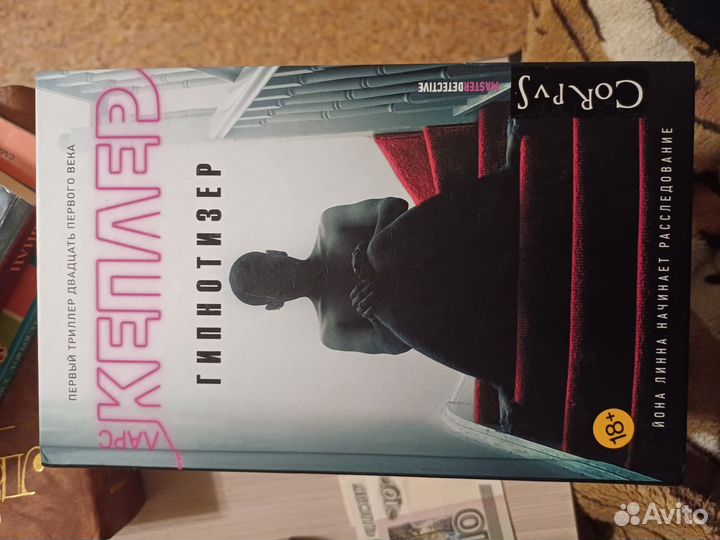 ПЕРВЫЙ ТРИЛЛЕР ДВАДЦАТЬ ПЕРВОГО ВЕКА
ЛАРС
КЕПЛЕР
ГИПНОТИЗЕР
MASTERDETECTIVE
CORPVS
18+
ЙОНА ЛИННА НАЧИНАЕТ РАССЛЕДОВАНИЕ
Avito